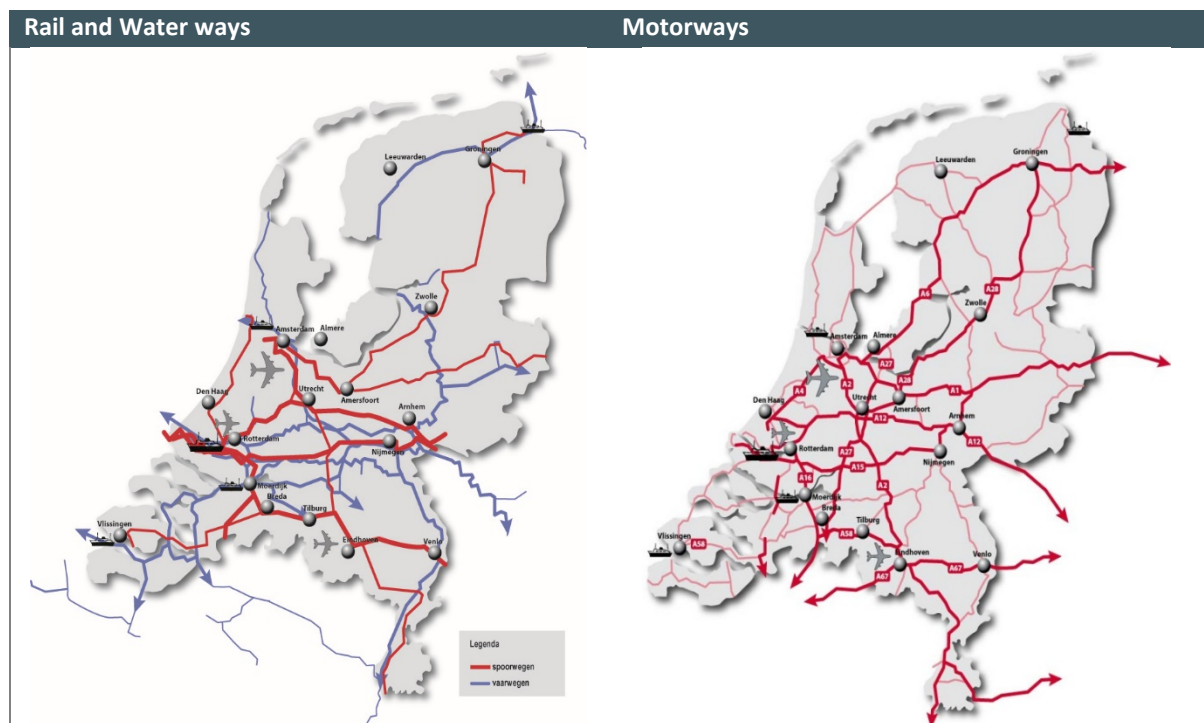 Rail and Water ways
Motorways
Leeuwarden
Groningen
Zwolle
Amsterdam
Almere
Den Haag
Utrecht
Amersfoort
Arnhem
Rotterdam
Nijmegen
Moerdijk
Breda
Tilburg
Vlissingen
Eindhoven
Venlo
Legenda
spoorwegen
vaarwegen
Groningen
Leeuwarden
A6
A28
Zwolle
Amsterdam
Almere
A27
A4
A2
A28
A1
Den Haag
Utrecht
Amersfoort
A12
Arnhem
A12
Rotterdam
A27
Nijmegen
A15
A16
A2
Moerdijk
Breda
Tilburg
A58
Vlissingen
A58
Eindhoven
Venlo
A67
A67